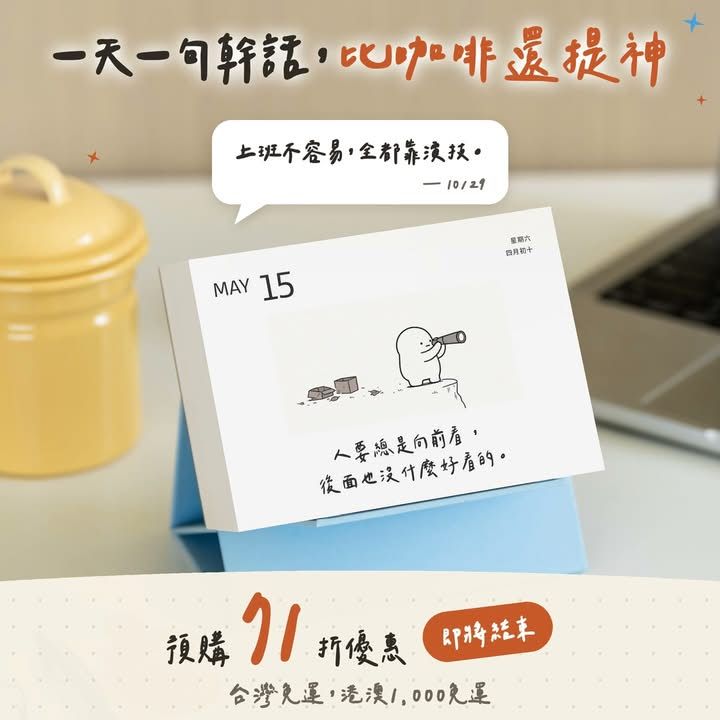 一天一句幹話，比咖啡還提神
上班不容易，全都靠演技。
— 10/29
MAY 15
星期六
四月初十
人要總是向前看，
後面也沒什麼好看的。
預購 71 折優惠
即將結束
台灣免運，港澳1,000免運